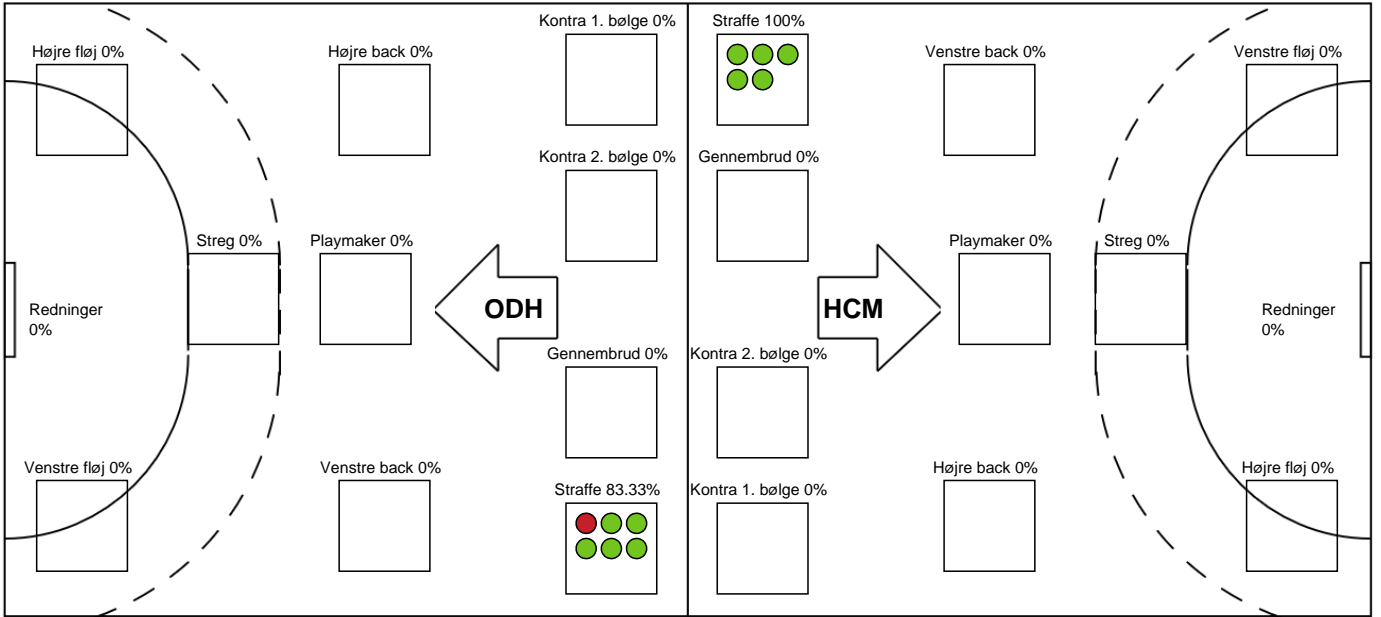 Kontra 1. bølge 0%
Straffe 100%
Højre fløj 0%
Højre back 0%
Venstre back 0%
Venstre fløj 0%
Kontra 2. bølge 0%
Gennembrud 0%
Streg 0%
Playmaker 0%
Playmaker 0%
Streg 0%
Redninger
0%
ODH
HCM
Redninger
0%
Gennembrud 0%
Kontra 2. bølge 0%
Venstre fløj 0%
Venstre back 0%
Højre back 0%
Højre fløj 0%
Straffe 83.33%
Kontra 1. bølge 0%